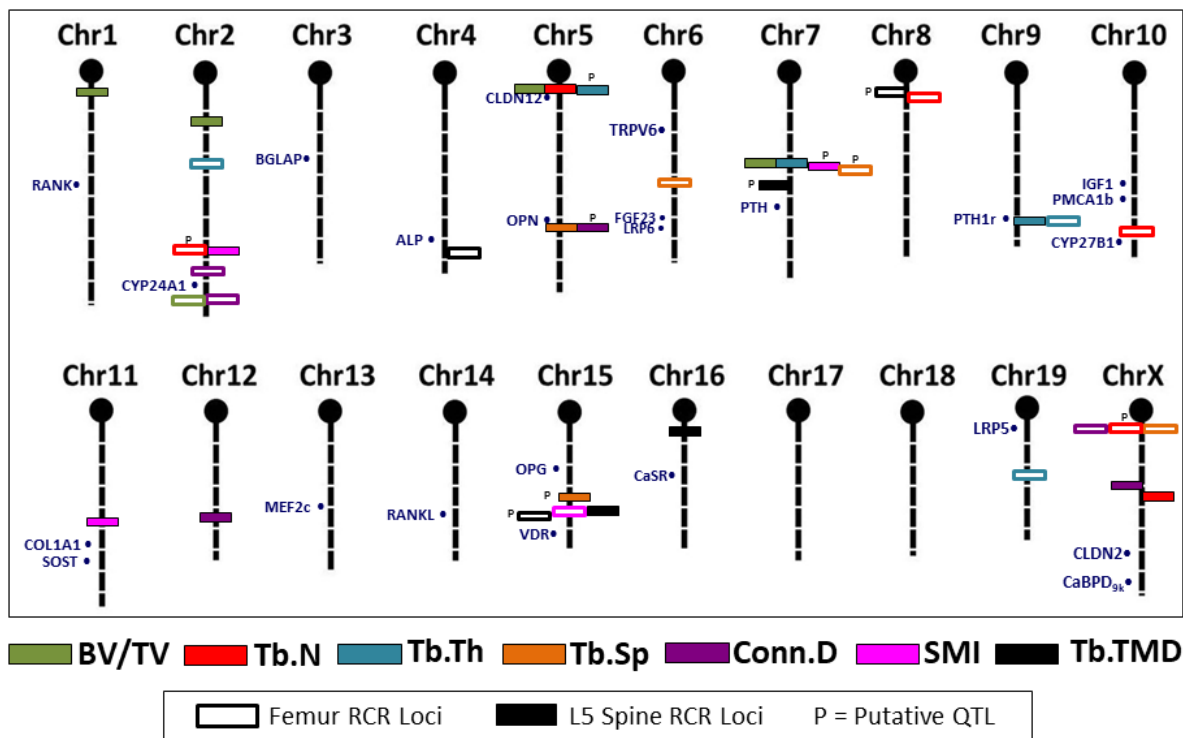 Chr1 Chr2 Chr3 Chr4 Chr5 Chr6 Chr7 Chr8 Chr9 Chr10
P
P
CLDN12
TRPV6
BGLAP
P P
RANK
P
IGF1
PMCA1b
PTH
OPN P
FGF23
LRP6
PTH1r
P
ALP
CYP27B1
CYP24A1
Chr11 Chr12 Chr13 Chr14 Chr15 Chr16 Chr17 Chr18 Chr19 ChrX
P
LRP5
OPG
CaSR
P
MEF2c
RANKL
P
VDR
COL1A1
SOST
CLDN2
CaBPD9k
BV/TV Tb.N Tb.Th Tb.Sp Conn.D SMI Tb.TMD
Femur RCR Loci L5 Spine RCR Loci P = Putative QTL